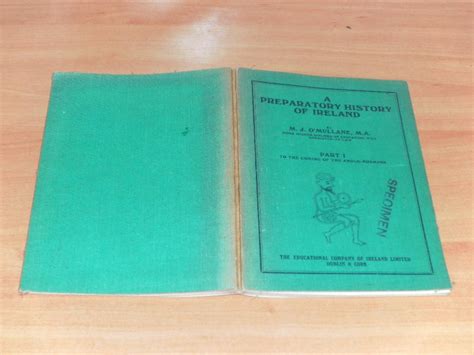 A
PREPARATORY HISTORY
OF IRELAND
BY
M. J. O'MULLANE, M.A.
PART I
TO THE COMING OF THE ANGLO-NORMANS
SPECIMEN
THE EDUCATIONAL COMPANY OF IRELAND LIMITED
DUBLIN & CORK